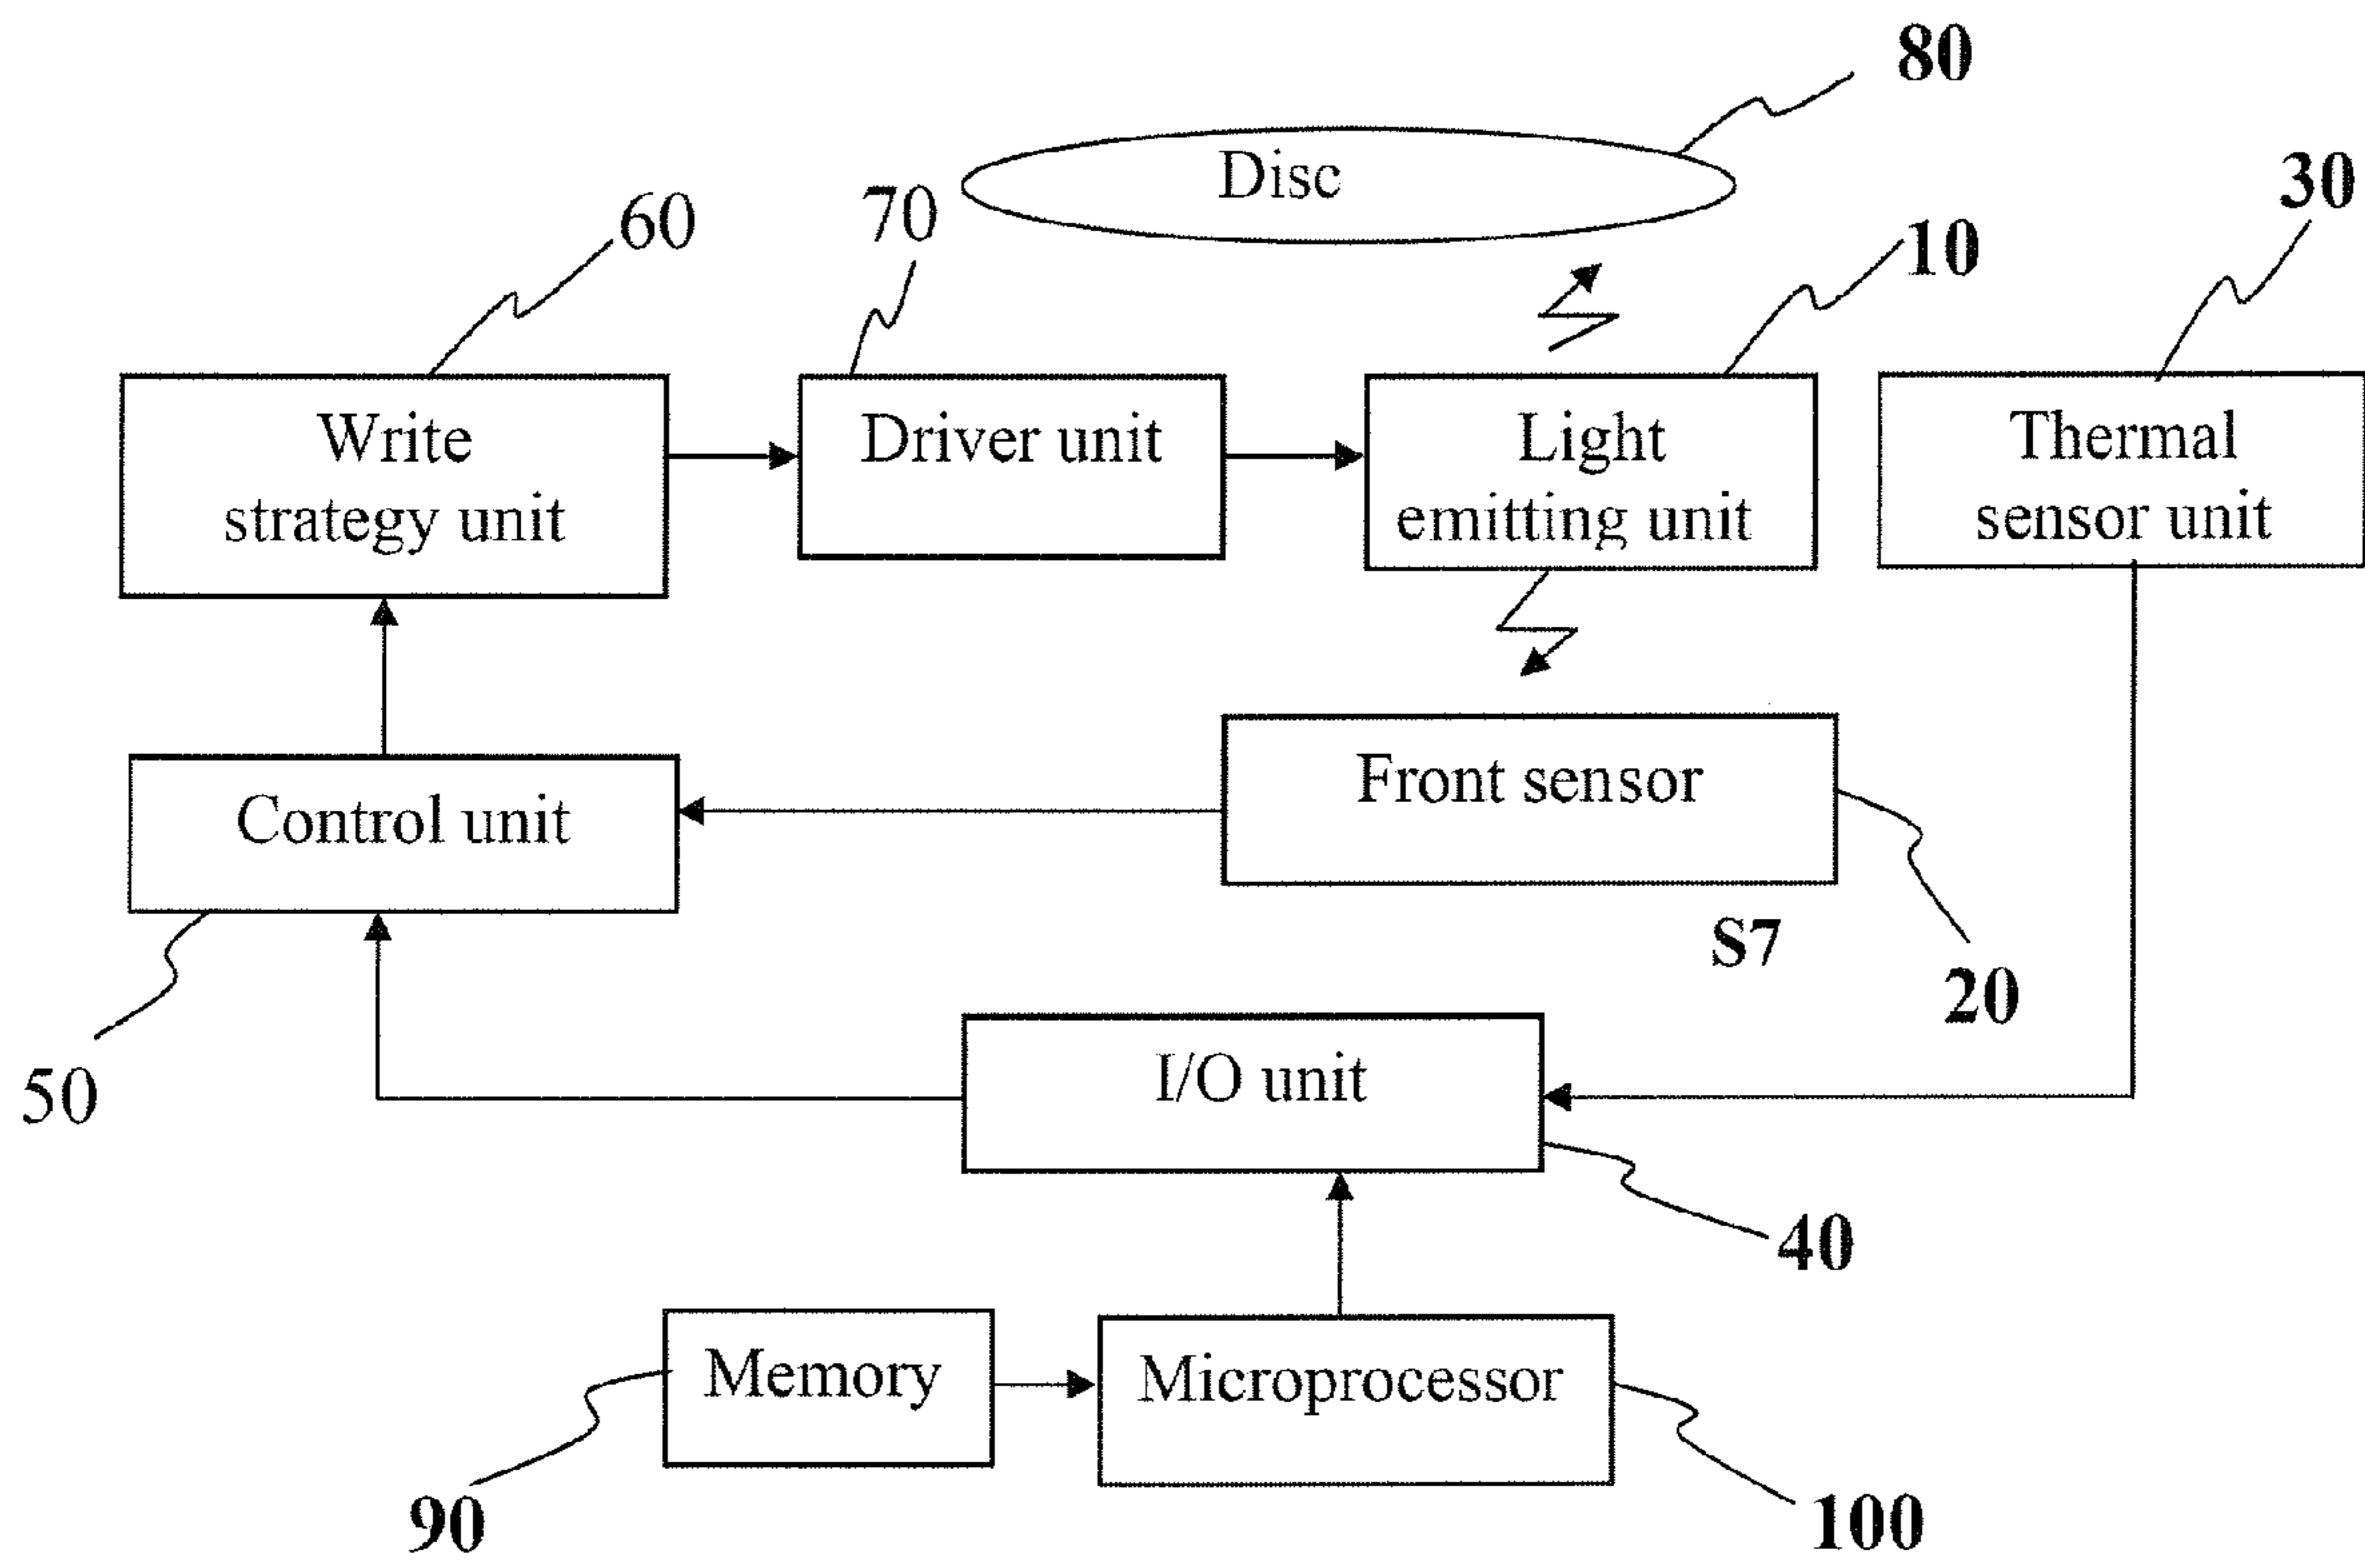 80
Disc
30
70
60
10
Write
strategy unit
Driver unit
Light
emitting unit
Thermal
sensor unit
Front sensor
Control unit
S7
20
I/O unit
50
40
Memory
Microprocessor
90
100